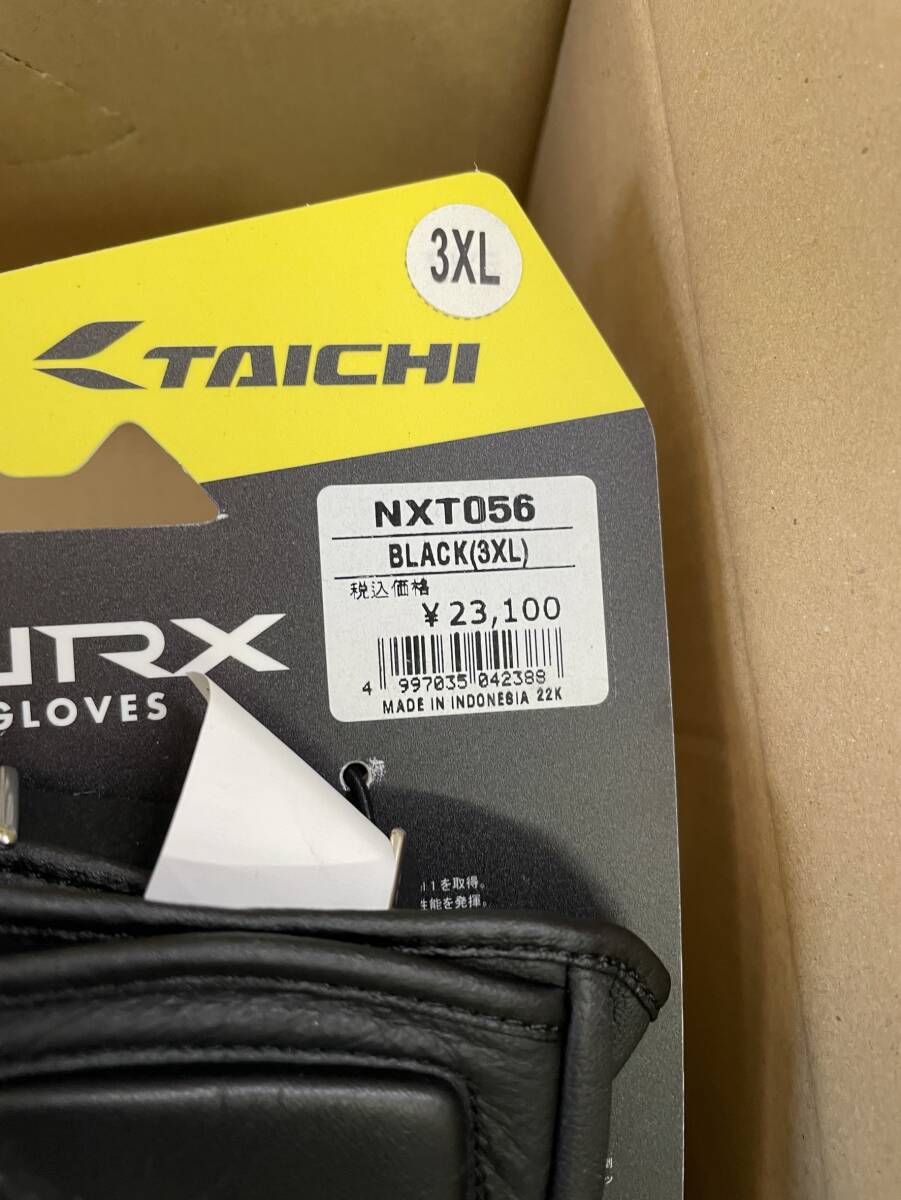 3XL
TAICHI
NXT056
BLACK(3XL)
税込価格
¥23,100
4 997035 042388
MADE IN INDONESIA 22K
GLOVES
を取得。
能を発揮。